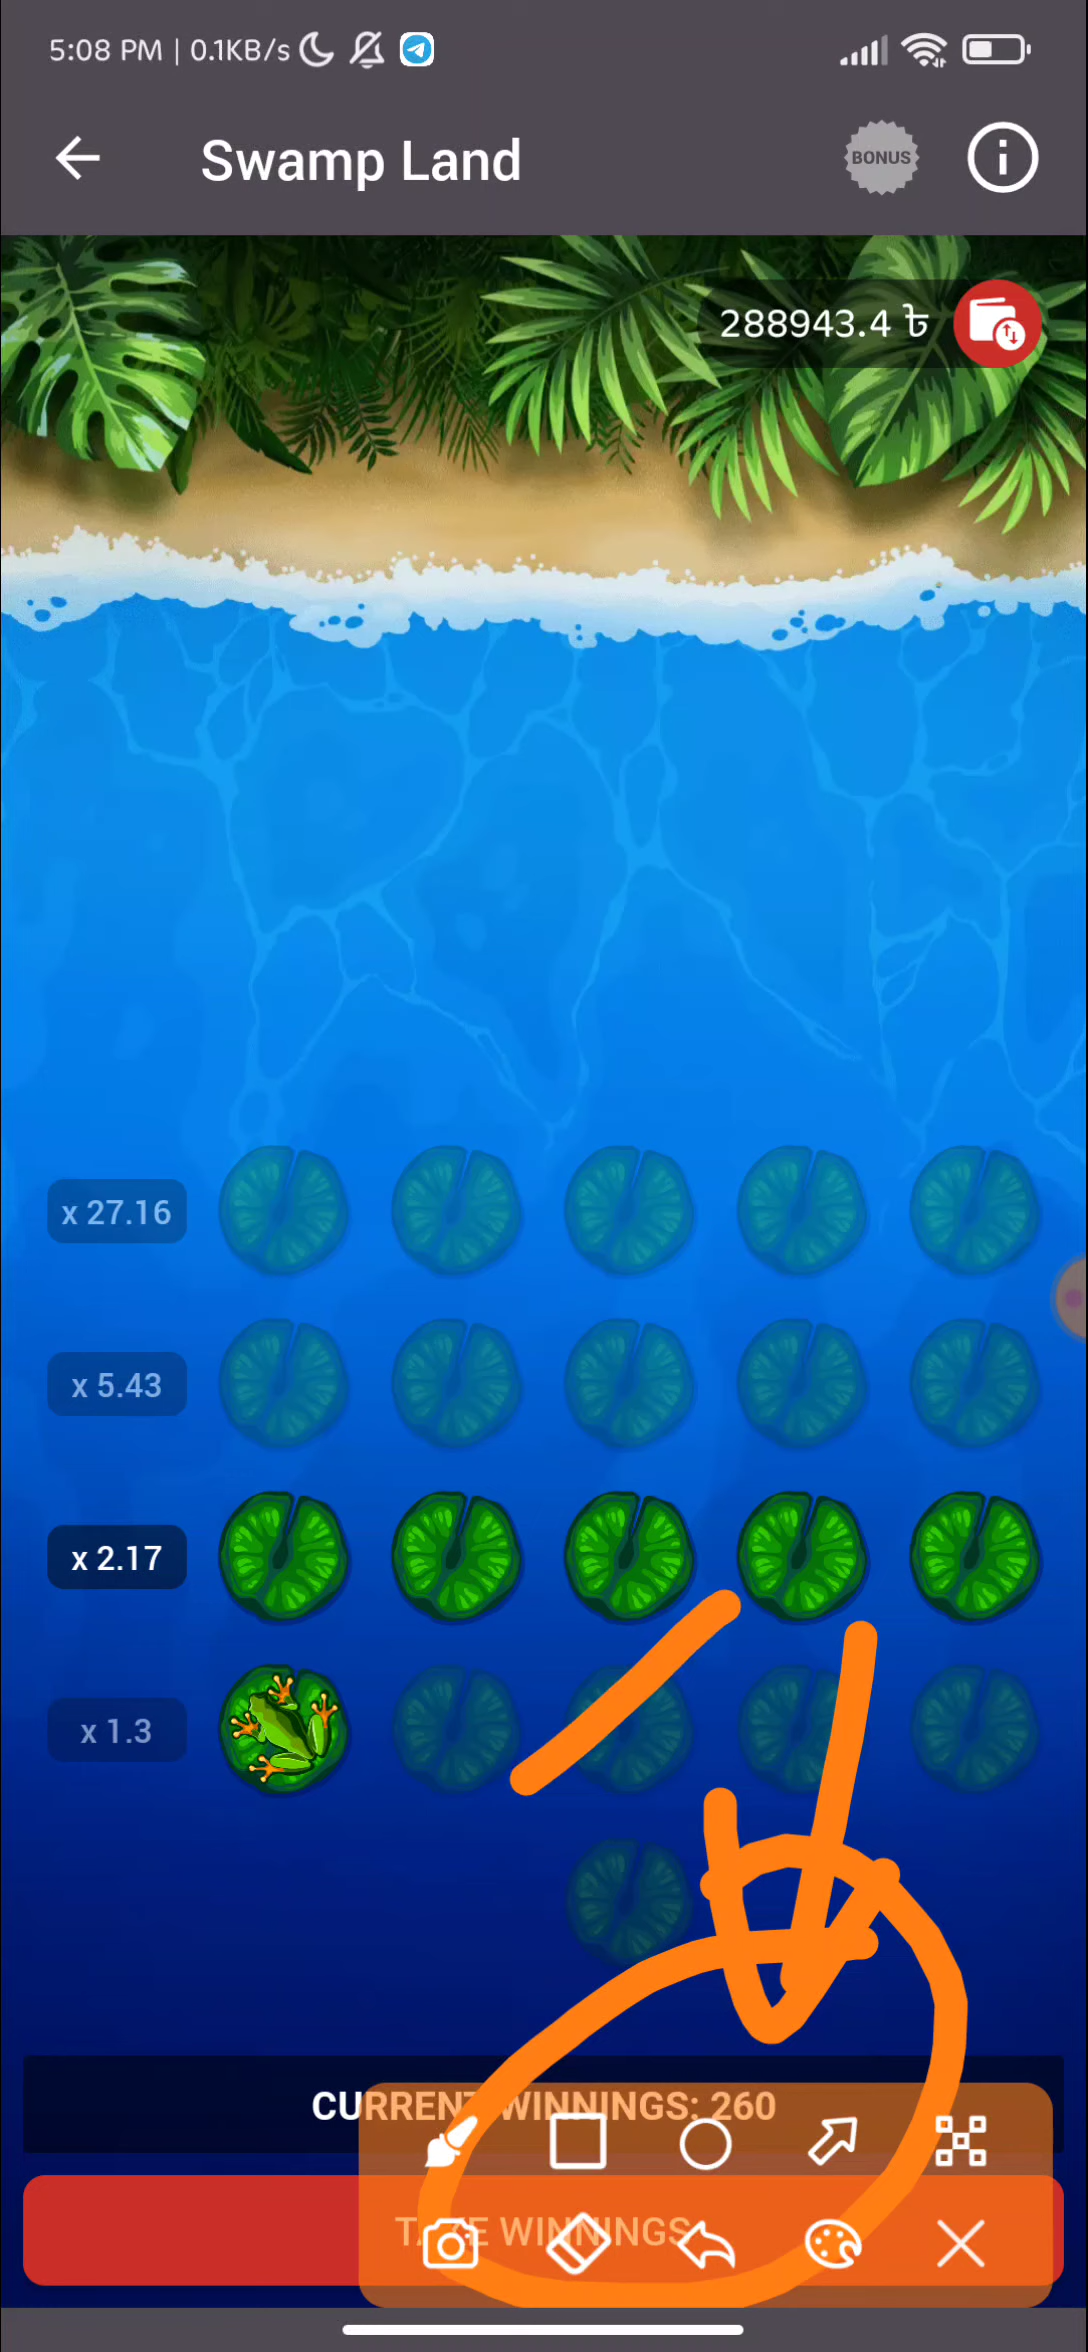 5:08 PM | 0.1KB/s
Swamp Land
BONUS
288943.4 ৳
x 27.16
x 5.43
x 2.17
x 1.3
CURRENT WINNINGS: 260
TAKE WINNINGS